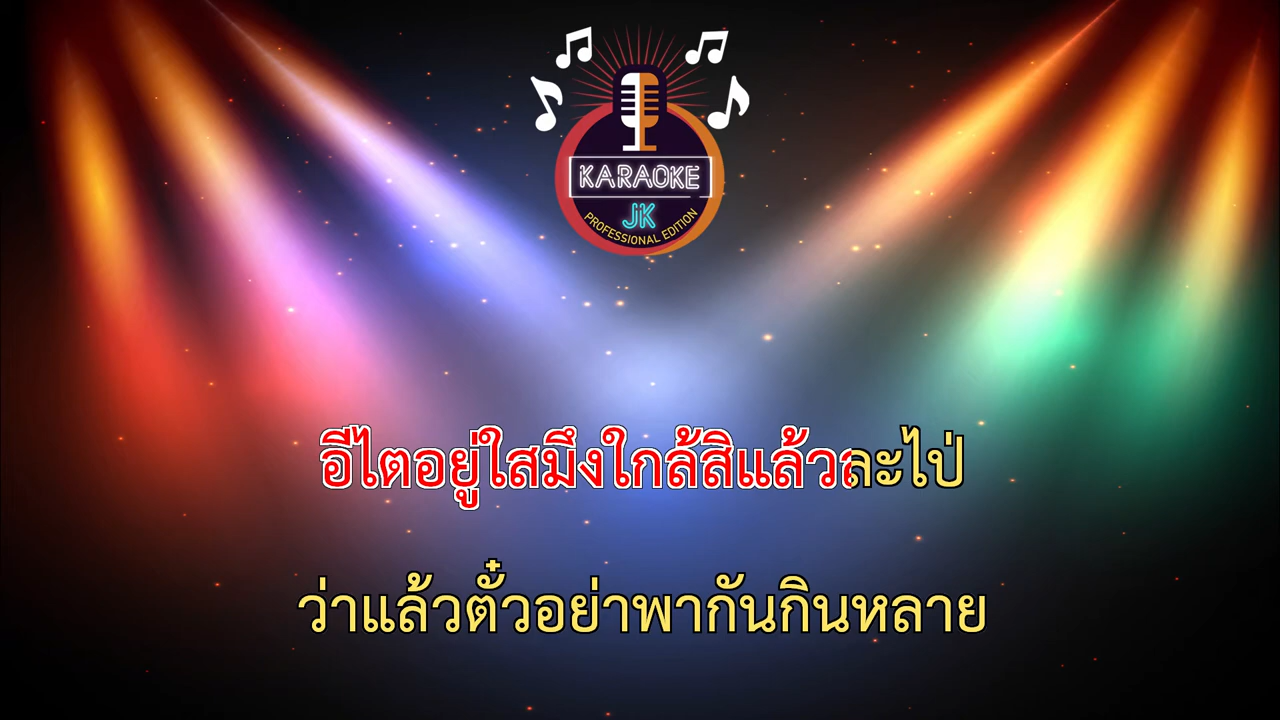 KARAOKE
JK
PROFESSIONAL EDITION
อีไตอยู่ใสมึงใกล้สิแล้วละไป่
ว่าแล้วตั๋วอย่าพากันกินหลาย